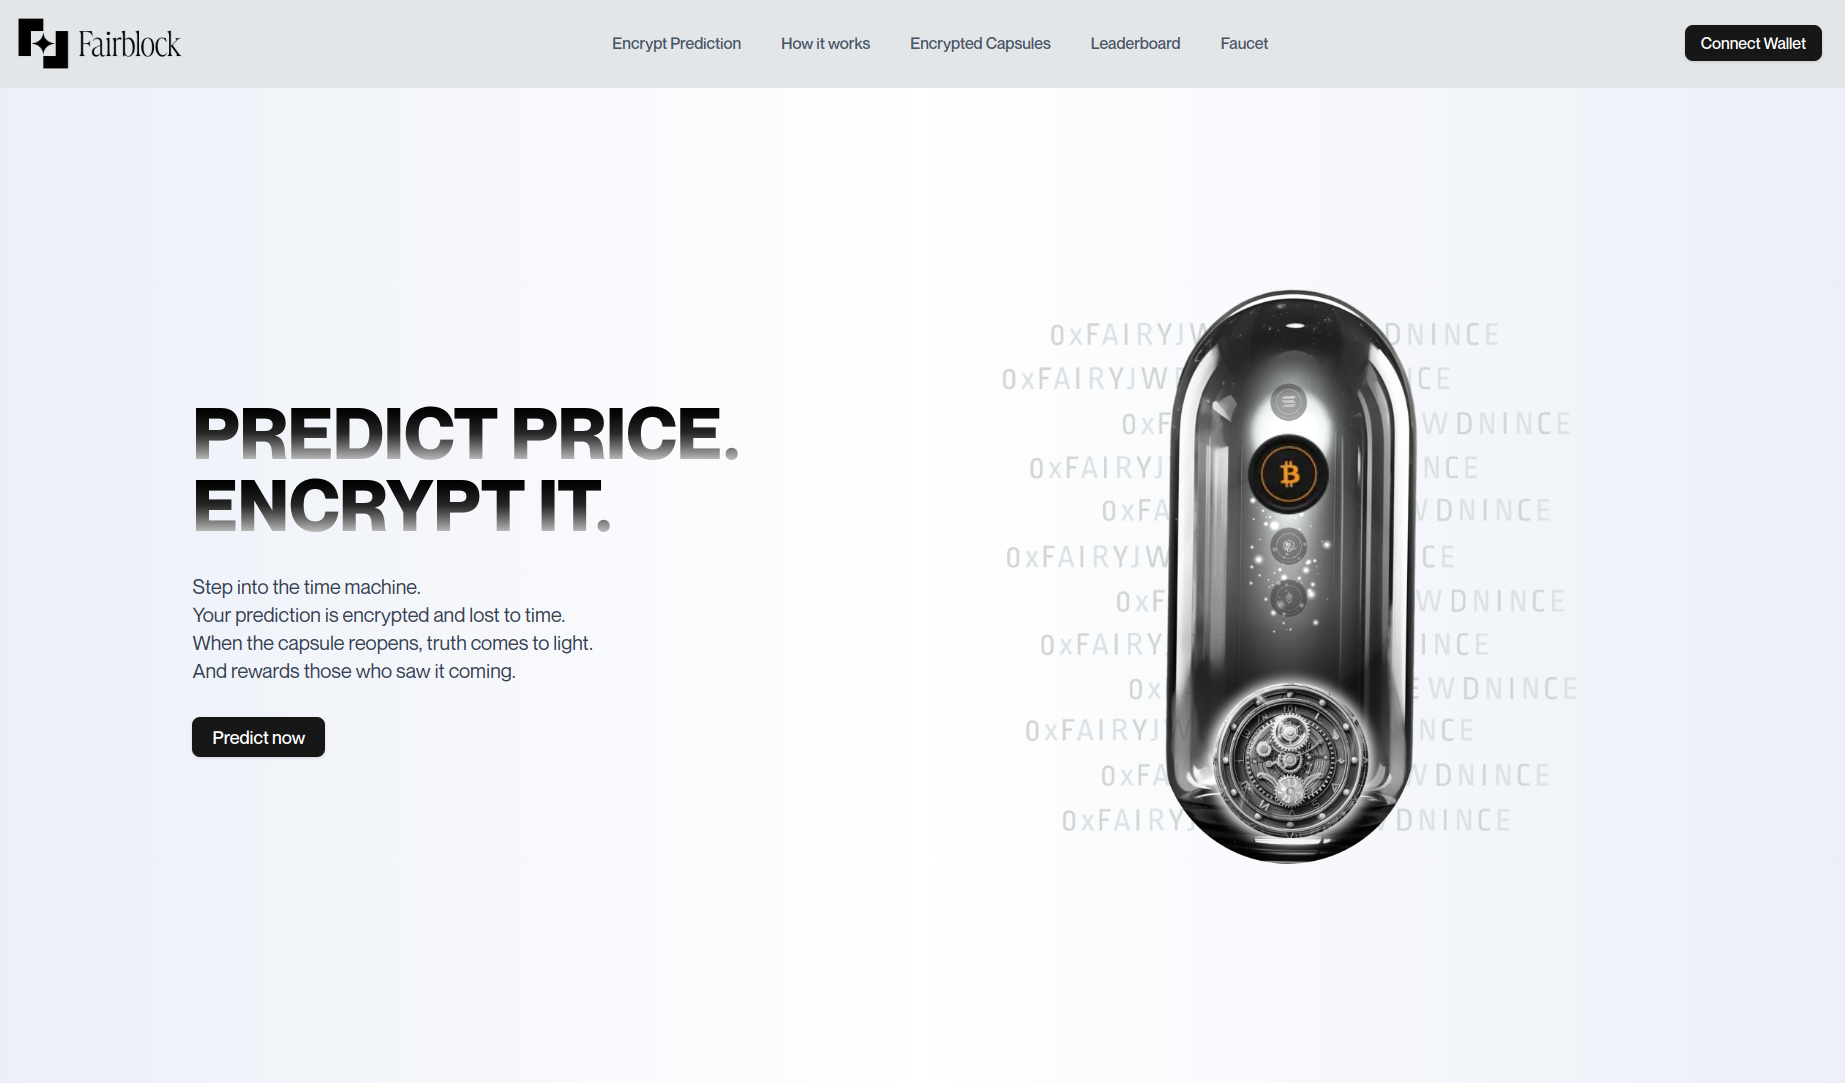 Fairblock
Encrypt Prediction
How it works
Encrypted Capsules
Leaderboard
Faucet
Connect Wallet
PREDICT PRICE.
ENCRYPT IT.
Step into the time machine.
Your prediction is encrypted and lost to time.
When the capsule reopens, truth comes to light.
And rewards those who saw it coming.
Predict now
0xFAIRYJW DNINCE
0xFAIRYJW CE
0xF WDNINCE
0xFAIRYJ NCE
0xFA DNINCE
0xFAIRYJW CE
0xF WDNINCE
0xFAIRY INCE
0x EWDNINCE
0xFAIRYJW NCE
0xFA WDNINCE
0xFAIRY DNINCE